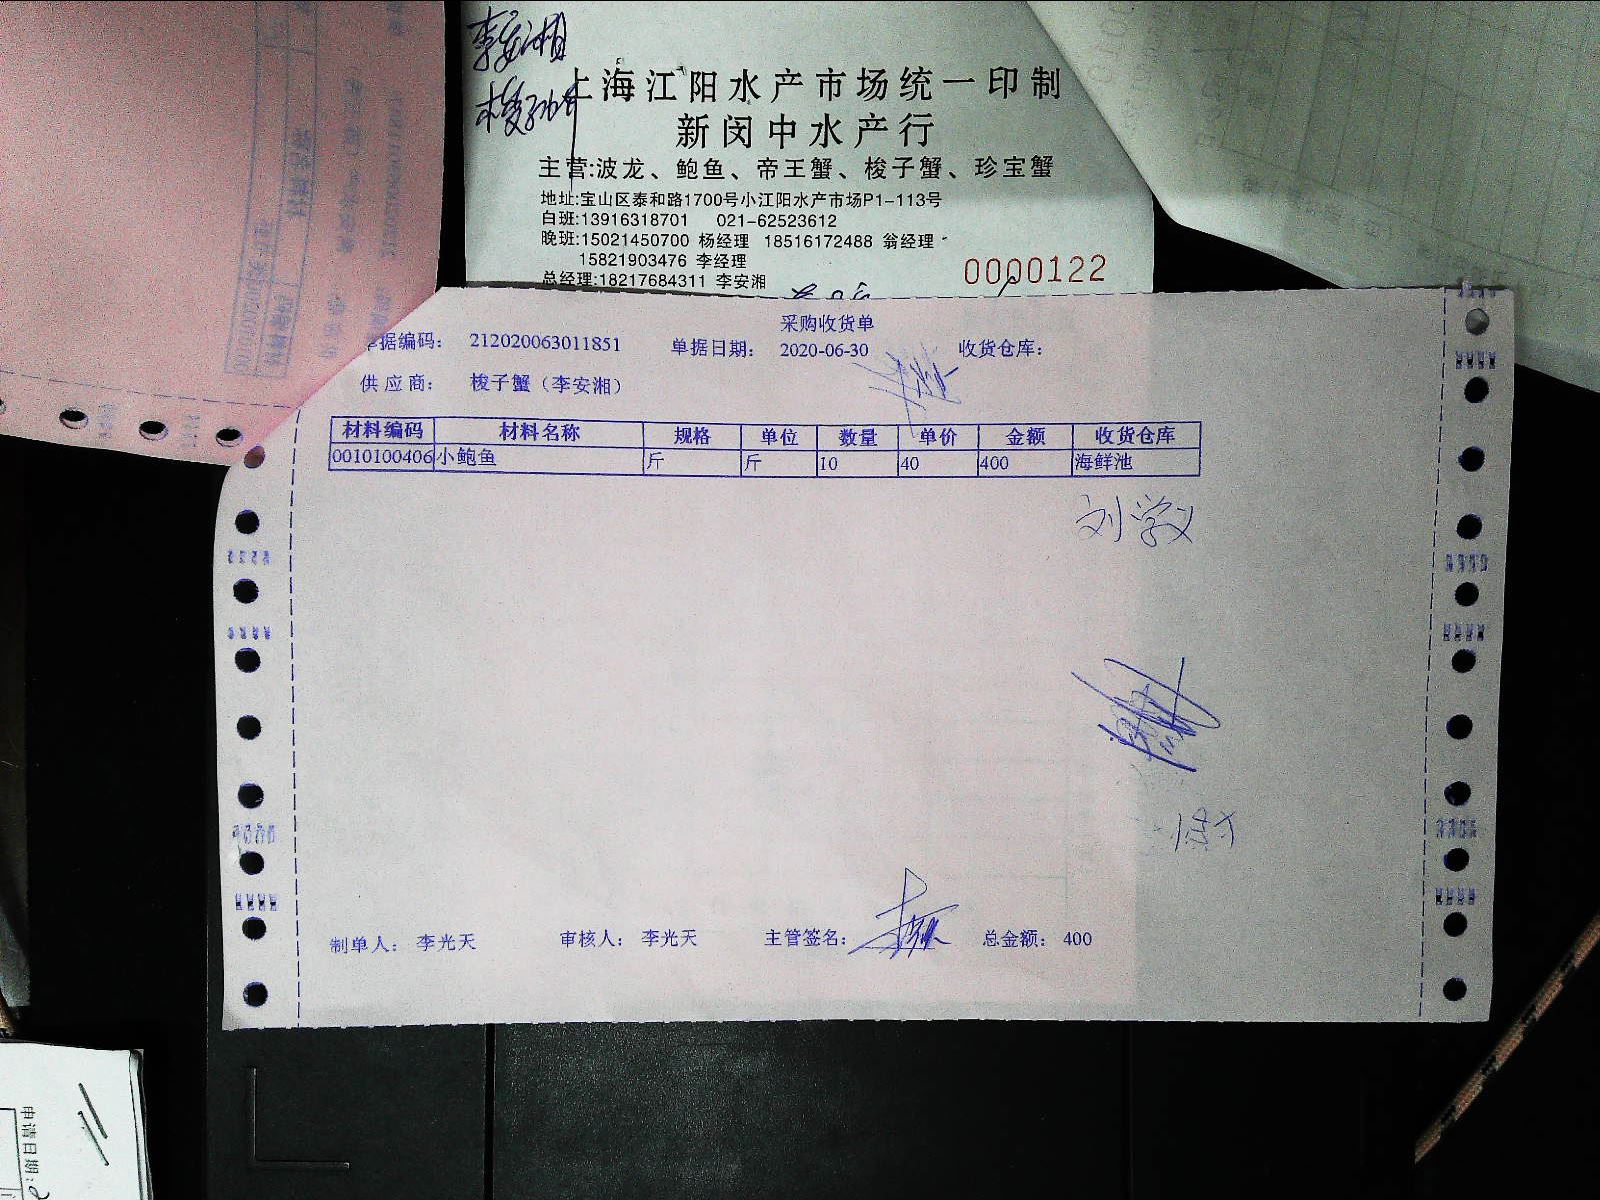 李安湘
梭子蟹
上海江阳水产市场统一印制
新闵中水产行
主营:波龙、鲍鱼、帝王蟹、梭子蟹、珍宝蟹
地址:宝山区泰和路1700号小江阳水产市场P1-113号
白班:13916318701 021-62523612
晚班:15021450700 杨经理 18516172488 翁经理
15821903476 李经理
总经理:18217684311 李安湘
0000122
采购收货单
据编码: 212020063011851 单据日期: 2020-06-30 收货仓库:
供应商: 梭子蟹(李安湘)
材料编码 材料名称 规格 单位 数量 单价 金额 收货仓库
0010100406 小鲍鱼 斤 斤 10 40 400 海鲜池
刘学义
制单人: 李光天 审核人: 李光天 主管签名: 总金额: 400
申请日期:2